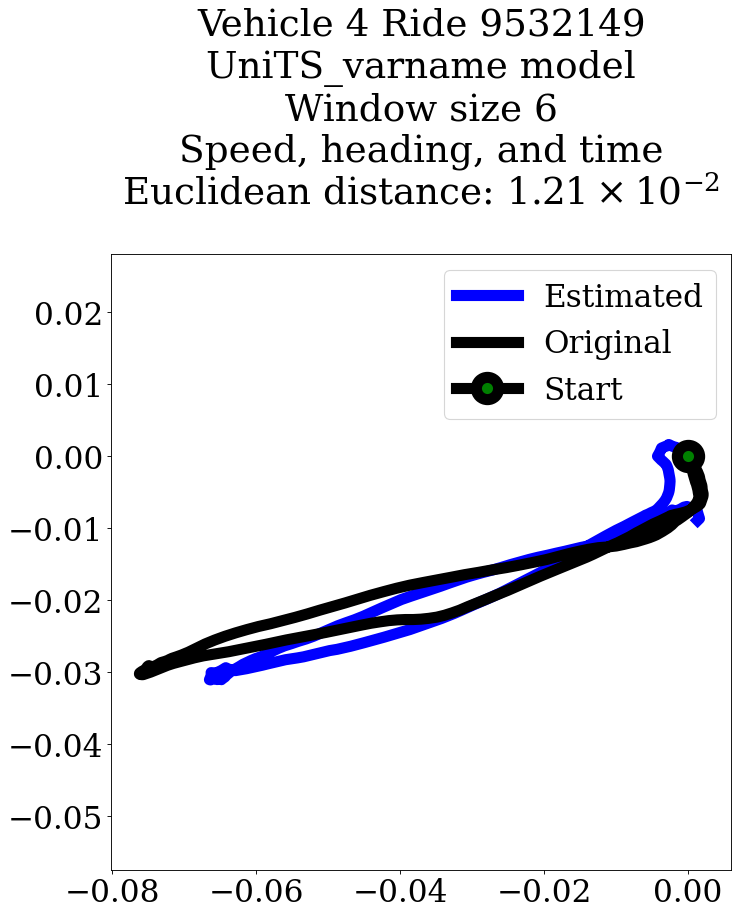 Vehicle 4 Ride 9532149
UniTS_varname model
Window size 6
Speed, heading, and time
Euclidean distance: 1.21 × 10⁻²
Estimated
Original
Start
0.02
0.01
0.00
−0.01
−0.02
−0.03
−0.04
−0.05
−0.08 −0.06 −0.04 −0.02 0.00